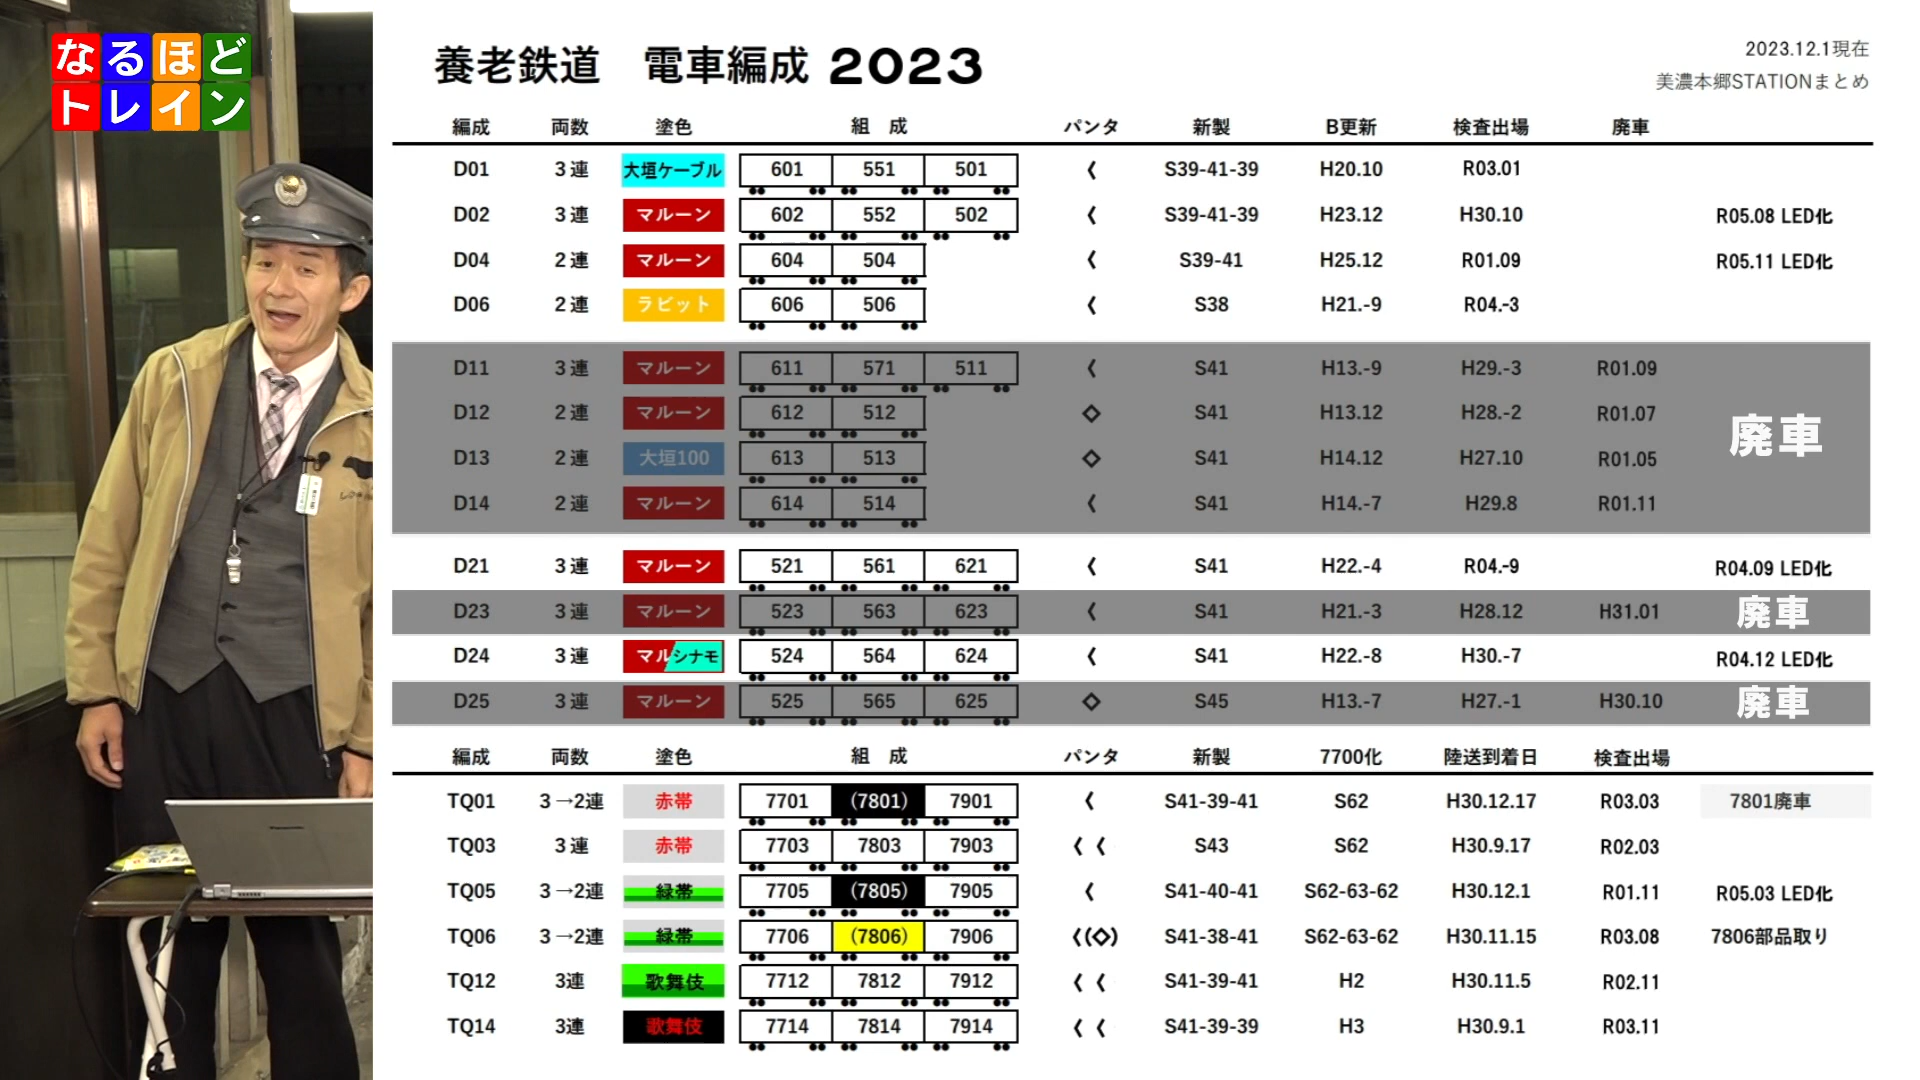 なるほど
トレイン
養老鉄道 電車編成 2023
2023.12.1現在
美濃本郷STATIONまとめ
編成 両数 塗色 組 成 パンタ 新製 B更新 検査出場 廃車
D01 3連 大垣ケーブル 601 551 501 く S39-41-39 H20.10 R03.01
D02 3連 マルーン 602 552 502 く S39-41-39 H23.12 H30.10 R05.08 LED化
D04 2連 マルーン 604 504 く S39-41 H25.12 R01.09 R05.11 LED化
D06 2連 ラビット 606 506 く S38 H21.-9 R04.-3
D11 3連 マルーン 611 571 511 く S41 H13.-9 H29.-3 R01.09
D12 2連 マルーン 612 512 ◇ S41 H13.12 H28.-2 R01.07
廃車
D13 2連 大垣100 613 513 ◇ S41 H14.12 H27.10 R01.05
D14 2連 マルーン 614 514 く S41 H14.-7 H29.8 R01.11
D21 3連 マルーン 521 561 621 く S41 H22.-4 R04.-9 R04.09 LED化
D23 3連 マルーン 523 563 623 く S41 H21.-3 H28.12 H31.01 廃車
D24 3連 マルシナモ 524 564 624 く S41 H22.-8 H30.-7 R04.12 LED化
D25 3連 マルーン 525 565 625 ◇ S45 H13.-7 H27.-1 H30.10 廃車
編成 両数 塗色 組 成 パンタ 新製 7700化 陸送到着日 検査出場
TQ01 3→2連 赤帯 7701 (7801) 7901 く S41-39-41 S62 H30.12.17 R03.03 7801廃車
TQ03 3連 赤帯 7703 7803 7903 くく S43 S62 H30.9.17 R02.03
TQ05 3→2連 緑帯 7705 (7805) 7905 く S41-40-41 S62-63-62 H30.12.1 R01.11 R05.03 LED化
TQ06 3→2連 緑帯 7706 (7806) 7906 く(◇) S41-38-41 S62-63-62 H30.11.15 R03.08 7806部品取り
TQ12 3連 歌舞伎 7712 7812 7912 くく S41-39-41 H2 H30.11.5 R02.11
TQ14 3連 歌舞伎 7714 7814 7914 くく S41-39-39 H3 H30.9.1 R03.11